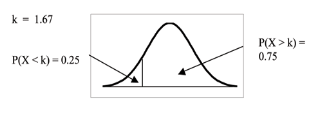 k = 1.67
P(X < k) = 0.25
P(X > k) =
0.75